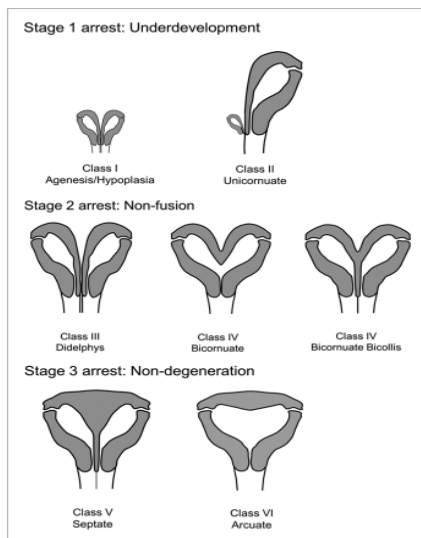 Stage 1 arrest: Underdevelopment
Class I
Agenesis/Hypoplasia
Class II
Unicornuate
Stage 2 arrest: Non-fusion
Class III
Didelphys
Class IV
Bicornuate
Class IV
Bicornuate Bicollis
Stage 3 arrest: Non-degeneration
Class V
Septate
Class VI
Arcuate